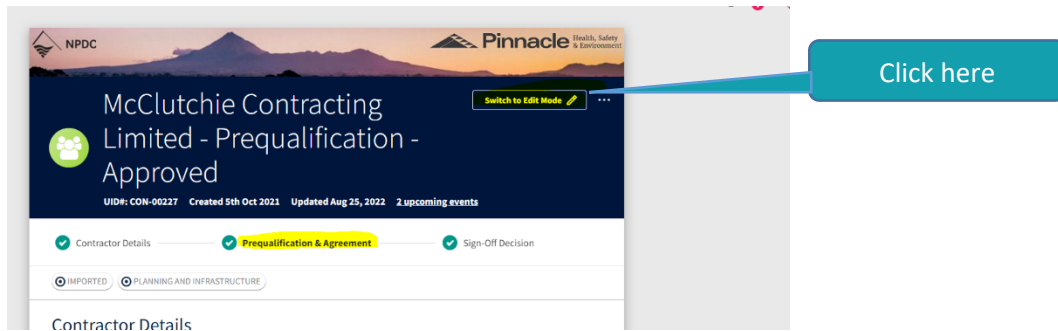 NPDC
Pinnacle Health, Safety & Environment
McClutchie Contracting
Limited - Prequalification -
Approved
Switch to Edit Mode
Click here
UID#: CON-00227 Created 5th Oct 2021 Updated Aug 25, 2022 2 upcoming events
Contractor Details Prequalification & Agreement Sign-Off Decision
IMPORTED PLANNING AND INFRASTRUCTURE
Contractor Details